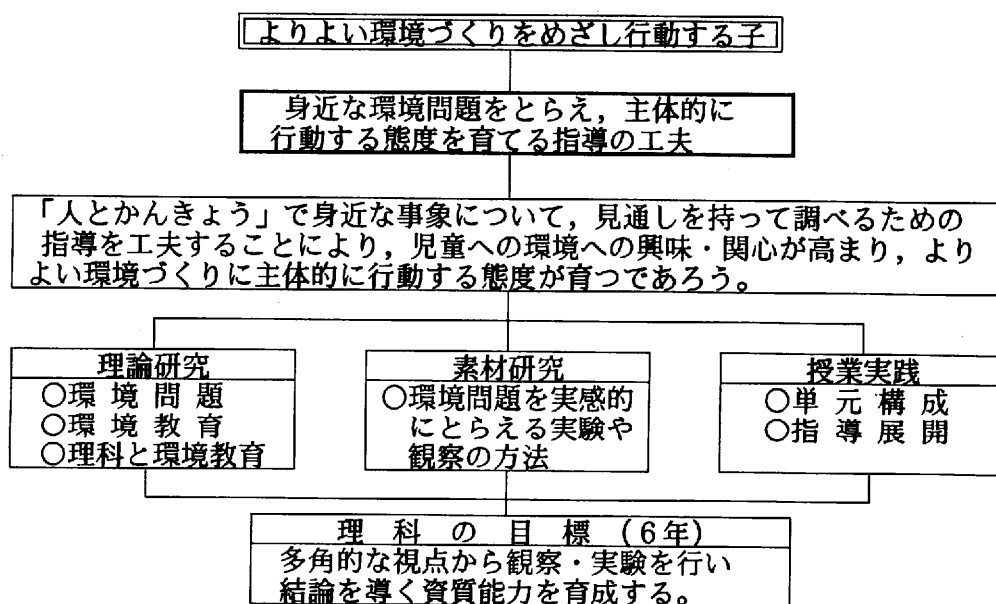 よりよい環境づくりをめざし行動する子
身近な環境問題をとらえ，主体的に
行動する態度を育てる指導の工夫
「人とかんきょう」で身近な事象について，見通しを持って調べるための
指導を工夫することにより，児童への環境への興味・関心が高まり，より
よい環境づくりに主体的に行動する態度が育つであろう。
理論研究
○環境問題
○環境教育
○理科と環境教育
素材研究
○環境問題を実感的
にとらえる実験や
観察の方法
授業実践
○単元構成
○指導展開
理科の目標（6年）
多角的な視点から観察・実験を行い
結論を導く資質能力を育成する。